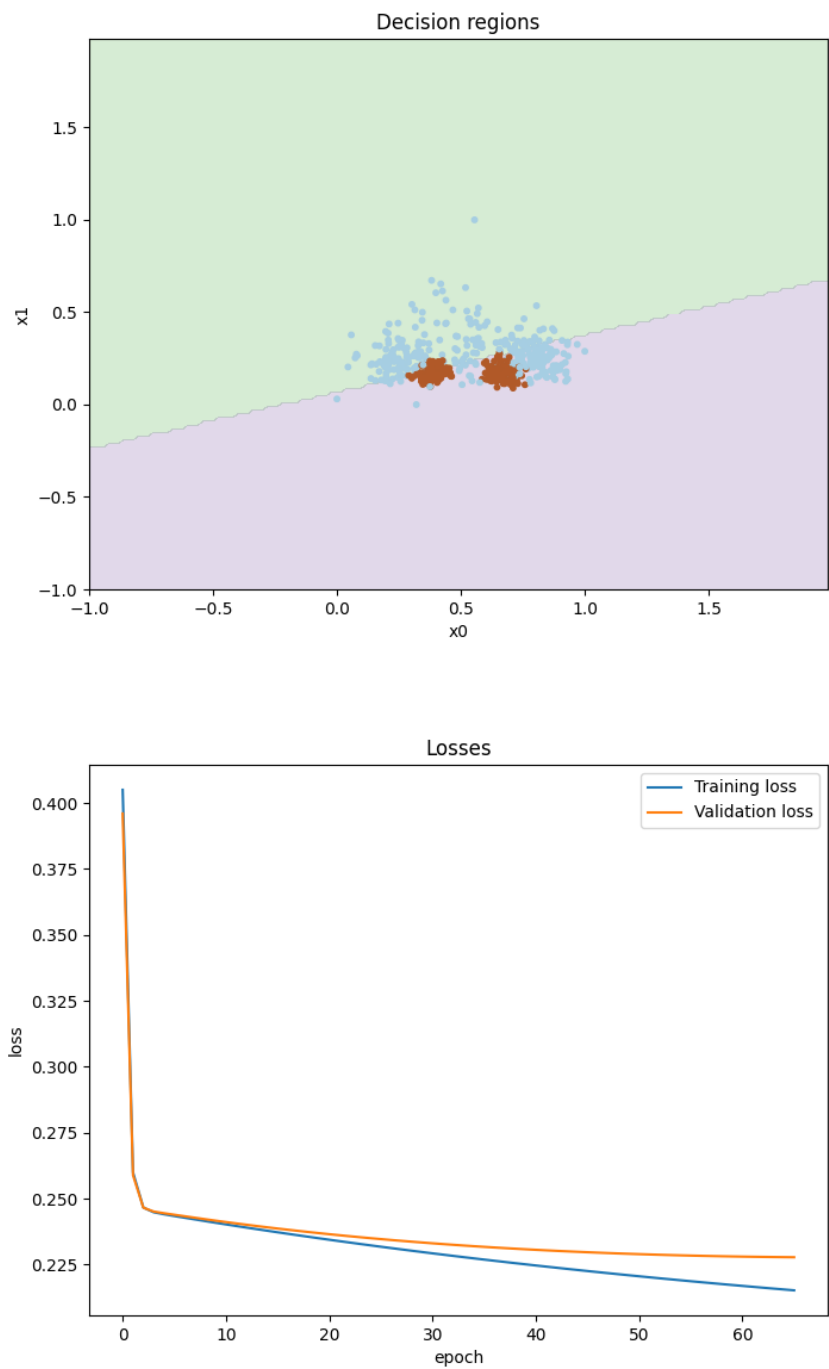 Decision regions
1.5
1.0
0.5
0.0
−0.5
−1.0
x1
−1.0 −0.5 0.0 0.5 1.0 1.5
x0
Losses
Training loss
Validation loss
0.400
0.375
0.350
0.325
0.300
0.275
0.250
0.225
loss
0 10 20 30 40 50 60
epoch